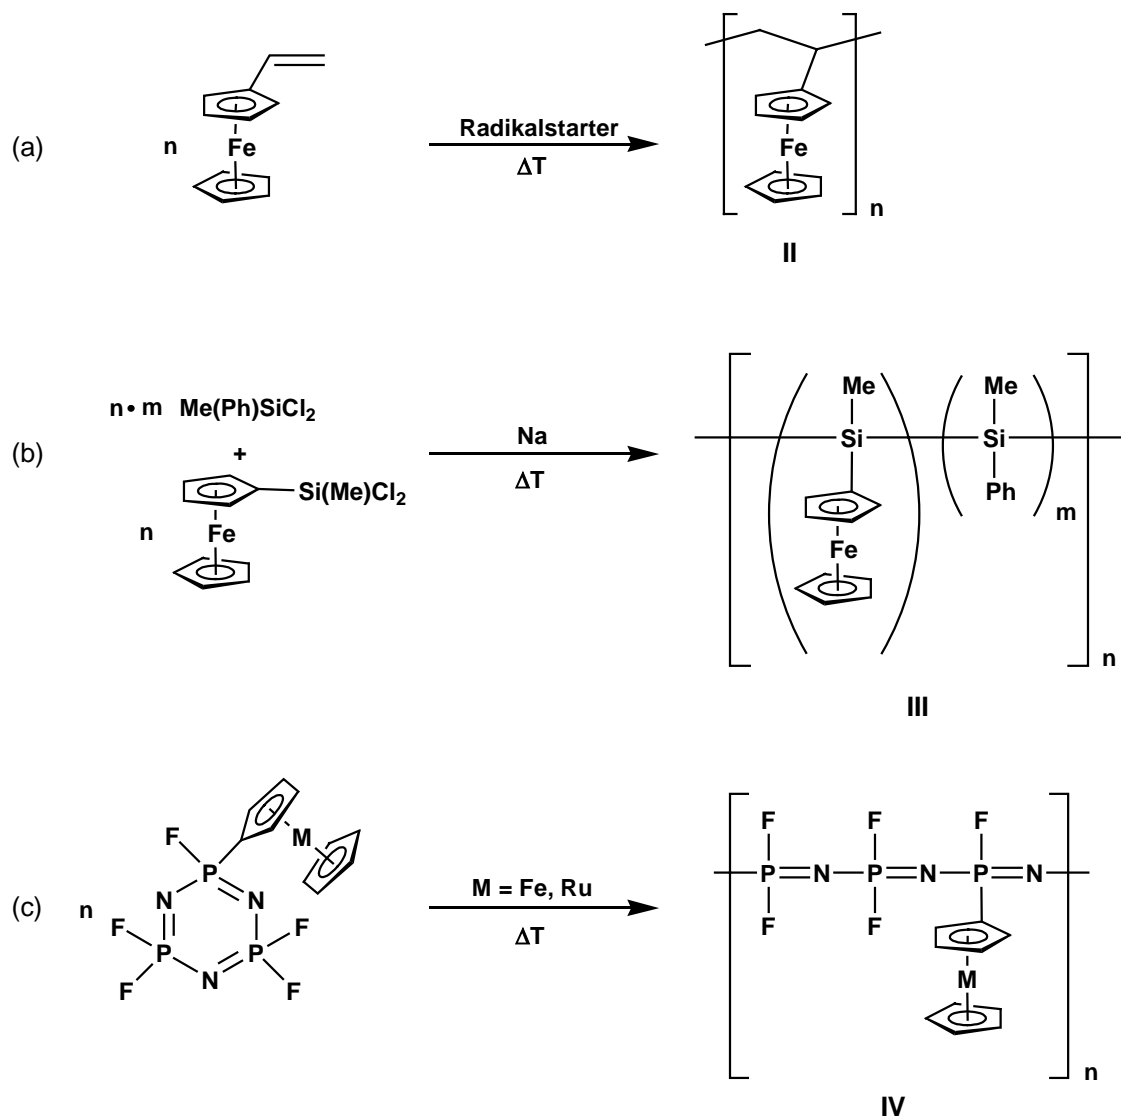 (a)
n
Fe
Radikalstarter
ΔT
Fe
n
II
(b)
n • m Me(Ph)SiCl₂
+
Si(Me)Cl₂
n
Fe
Na
ΔT
Me
Me
Si
Si
Ph
m
Fe
n
III
(c)
n
F
M
P
N
N
F
F
P
P
F
N
F
M = Fe, Ru
ΔT
F
F
F
P
N
P
N
P
N
F
F
M
n
IV